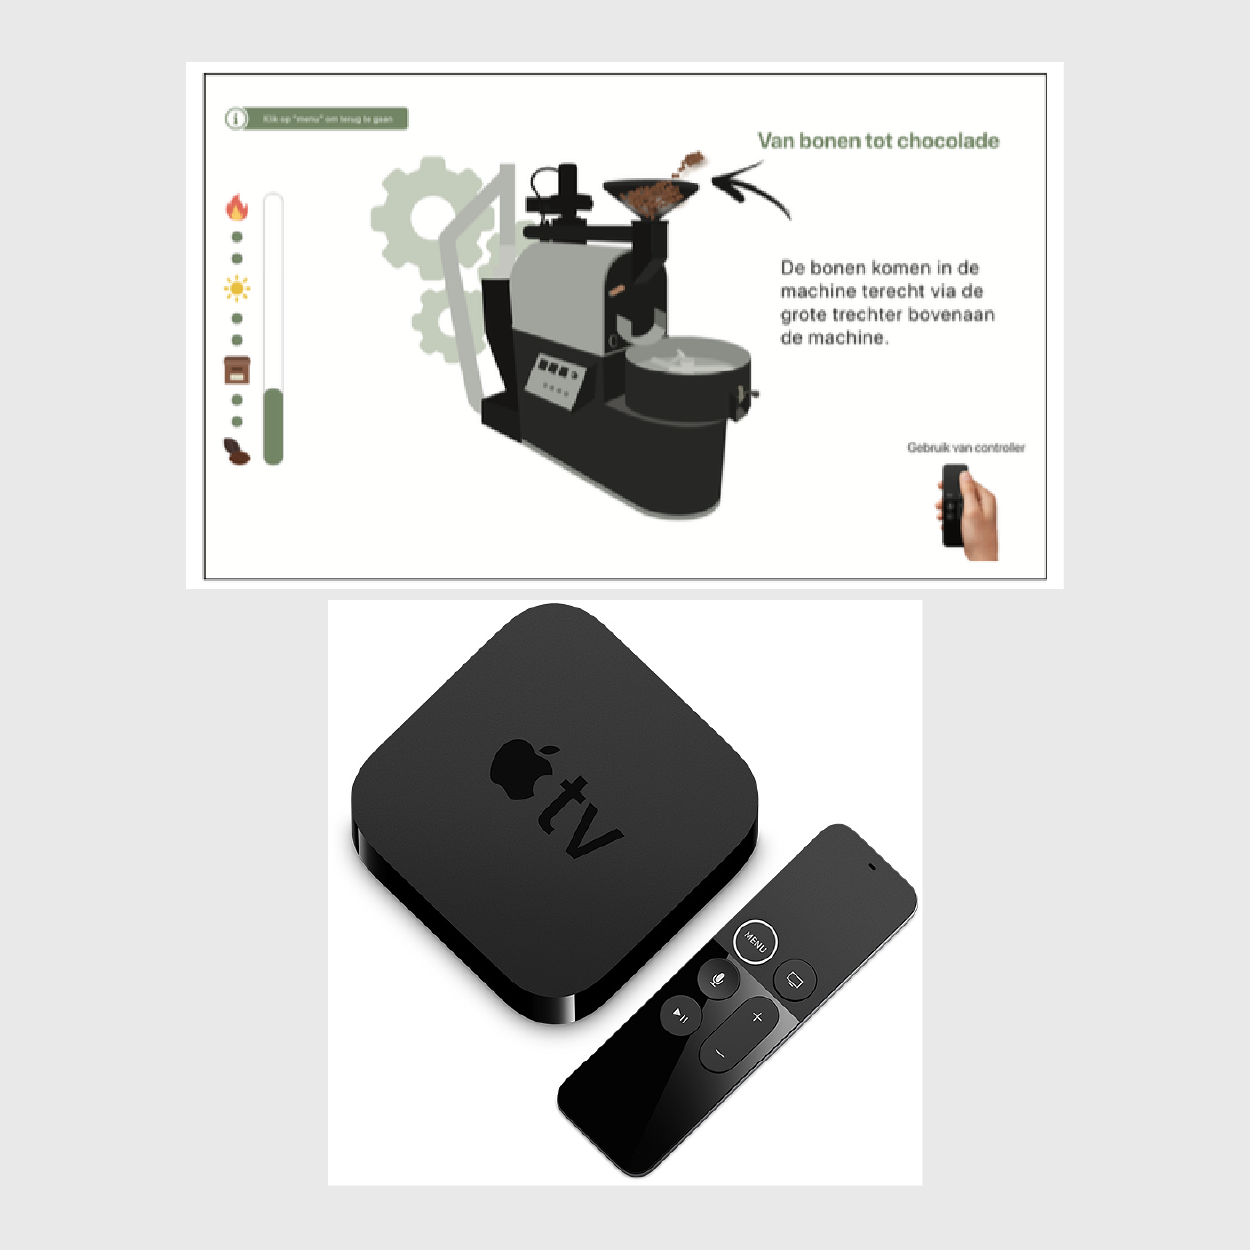 Klik op "menu" om terug te gaan
Van bonen tot chocolade
De bonen komen in de
machine terecht via de
grote trechter bovenaan
de machine.
Gebruik van controller
tv
MENU